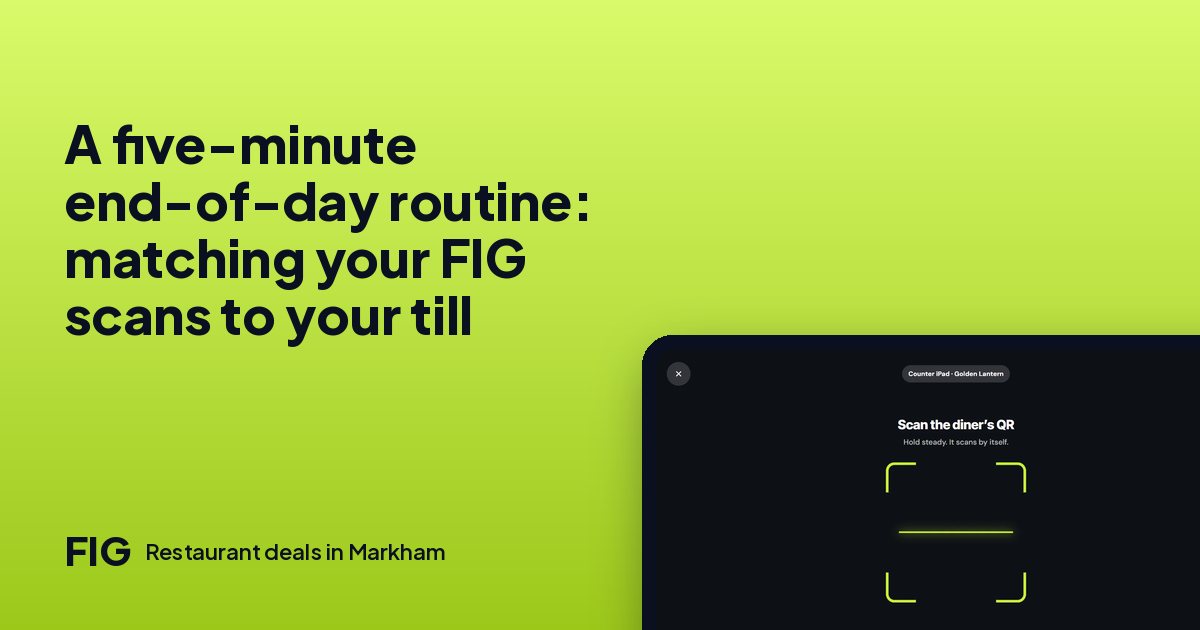 A five-minute
end-of-day routine:
matching your FIG
scans to your till
Counter iPad · Golden Lantern
Scan the diner's QR
Hold steady. It scans by itself.
FIG Restaurant deals in Markham